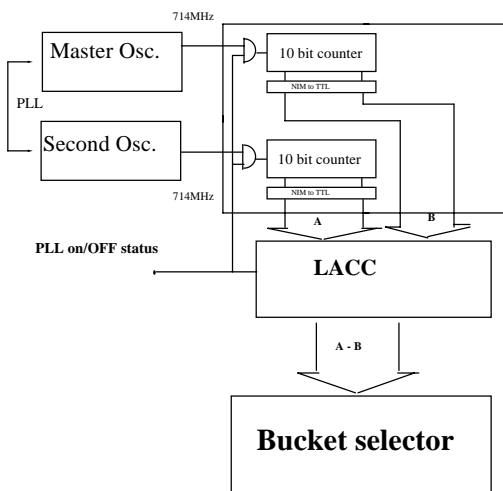 714MHz
Master Osc.
10 bit counter
NIM to TTL
PLL
Second Osc.
10 bit counter
NIM to TTL
714MHz
A
B
PLL on/OFF status
LACC
A - B
Bucket selector